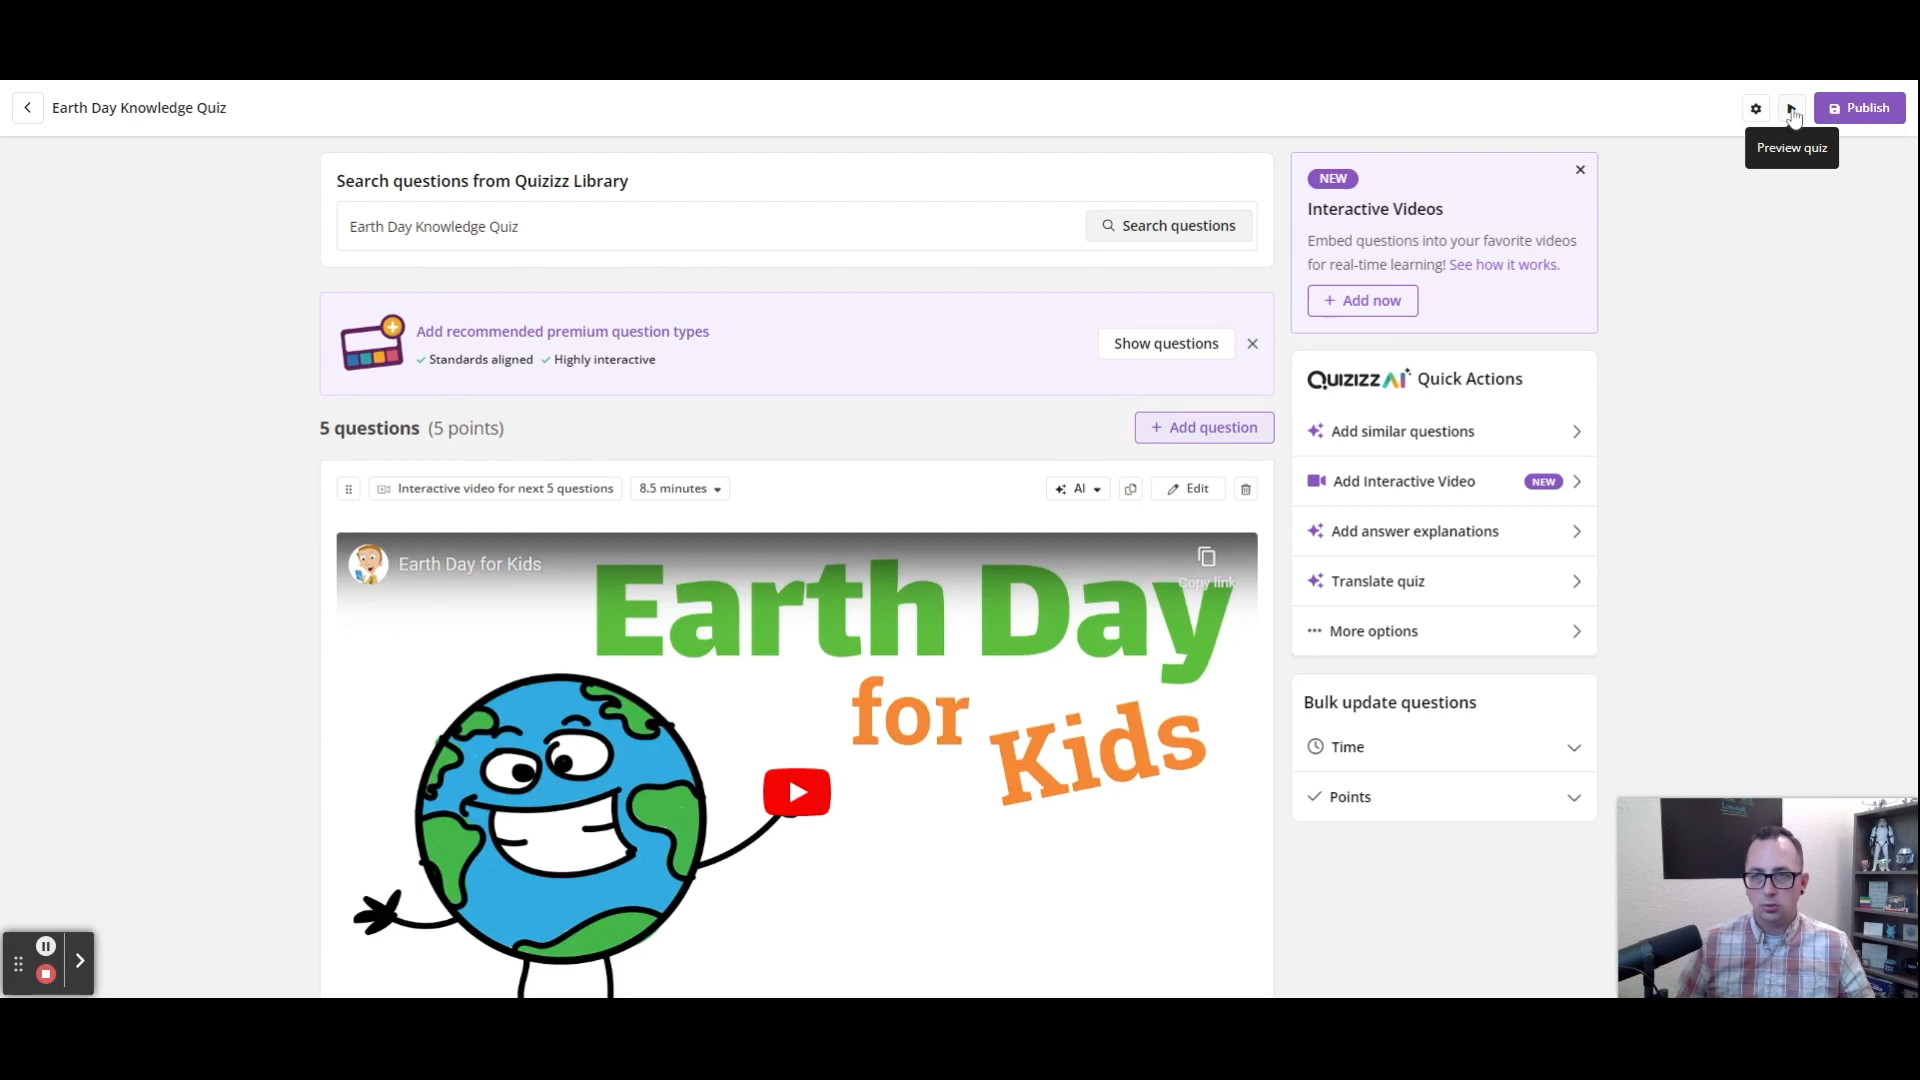 Earth Day Knowledge Quiz
Publish
Preview quiz
Search questions from Quizizz Library
Earth Day Knowledge Quiz
Search questions
Add recommended premium question types
Standards aligned
Highly interactive
Show questions
5 questions (5 points)
+ Add question
Interactive video for next 5 questions
8.5 minutes
AI
Edit
Earth Day for Kids
Copy link
Earth Day
for
Kids
NEW
Interactive Videos
Embed questions into your favorite videos
for real-time learning! See how it works.
+ Add now
QUIZIZZ AI Quick Actions
Add similar questions
Add Interactive Video
NEW
Add answer explanations
Translate quiz
More options
Bulk update questions
Time
Points